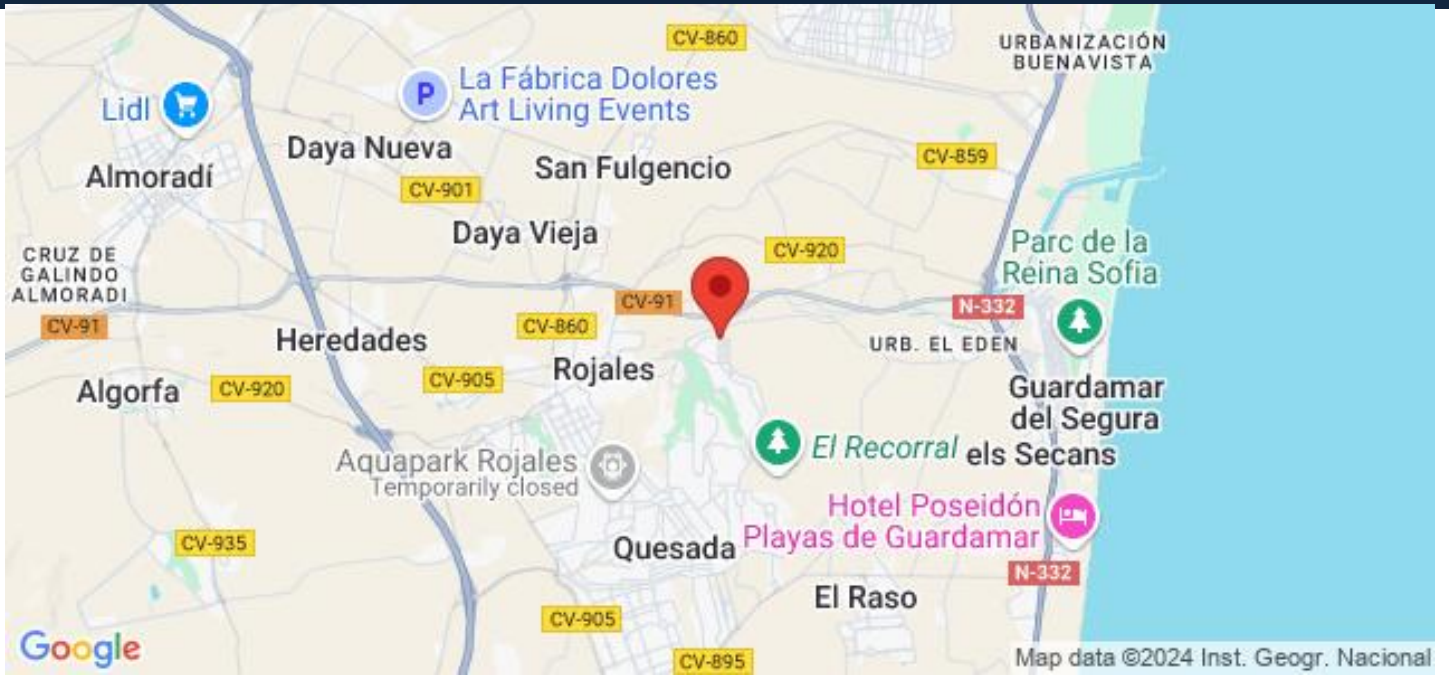 CV-860
URBANIZACIÓN
BUENAVISTA
La Fábrica Dolores
Art Living Events
P
Lidl
Daya Nueva
San Fulgencio
CV-859
Almoradí
CV-901
Daya Vieja
CV-920
Parc de la
Reina Sofia
CRUZ DE
GALINDO
ALMORADI
CV-91
N-332
CV-91
CV-860
Heredades
URB. EL EDEN
Rojales
CV-905
Algorfa
CV-920
Guardamar
del Segura
El Recorral
els Secans
Aquapark Rojales
Temporarily closed
Hotel Poseidón
Playas de Guardamar
CV-935
Quesada
N-332
El Raso
CV-905
Google
CV-895
Map data ©2024 Inst. Geogr. Nacional